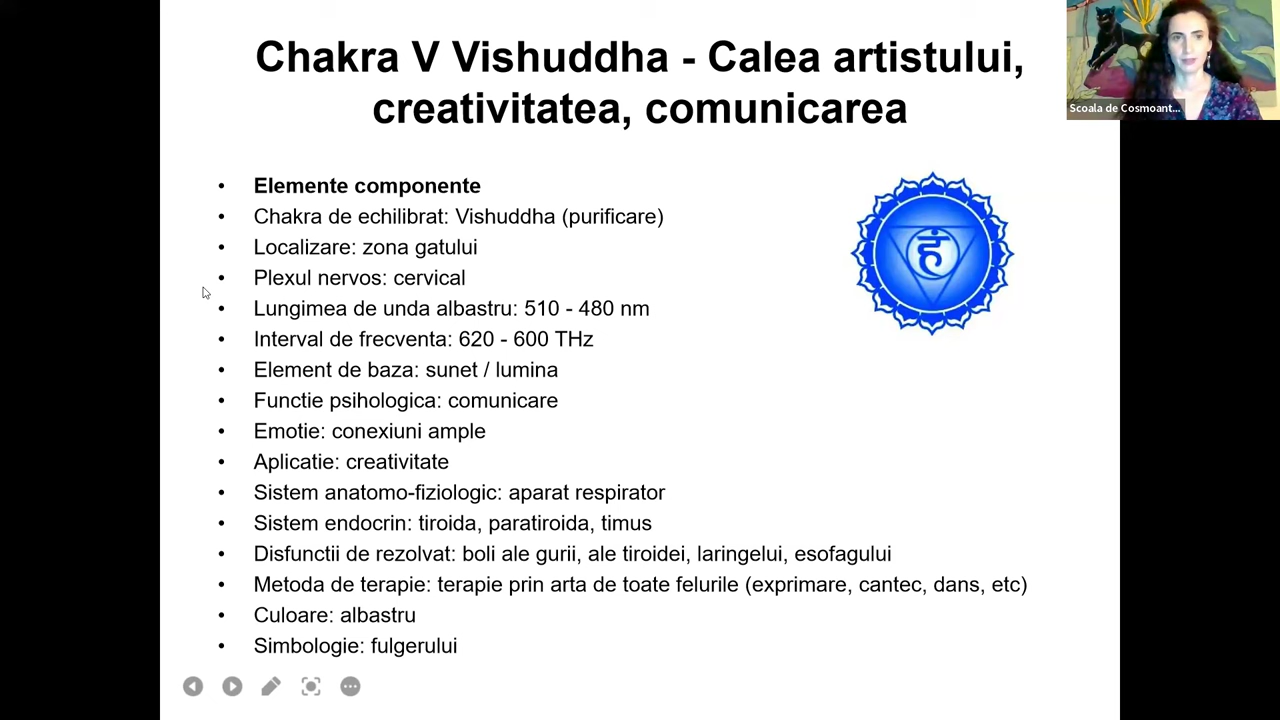 Chakra V Vishuddha - Calea artistului,
creativitatea, comunicarea
Scoala de Cosmoant...
• Elemente componente
• Chakra de echilibrat: Vishuddha (purificare)
• Localizare: zona gatului
• Plexul nervos: cervical
• Lungimea de unda albastru: 510 - 480 nm
• Interval de frecventa: 620 - 600 THz
• Element de baza: sunet / lumina
• Functie psihologica: comunicare
• Emotie: conexiuni ample
• Aplicatie: creativitate
• Sistem anatomo-fiziologic: aparat respirator
• Sistem endocrin: tiroida, paratiroida, timus
• Disfunctii de rezolvat: boli ale gurii, ale tiroidei, laringelui, esofagului
• Metoda de terapie: terapie prin arta de toate felurile (exprimare, cantec, dans, etc)
• Culoare: albastru
• Simbologie: fulgerului
हं